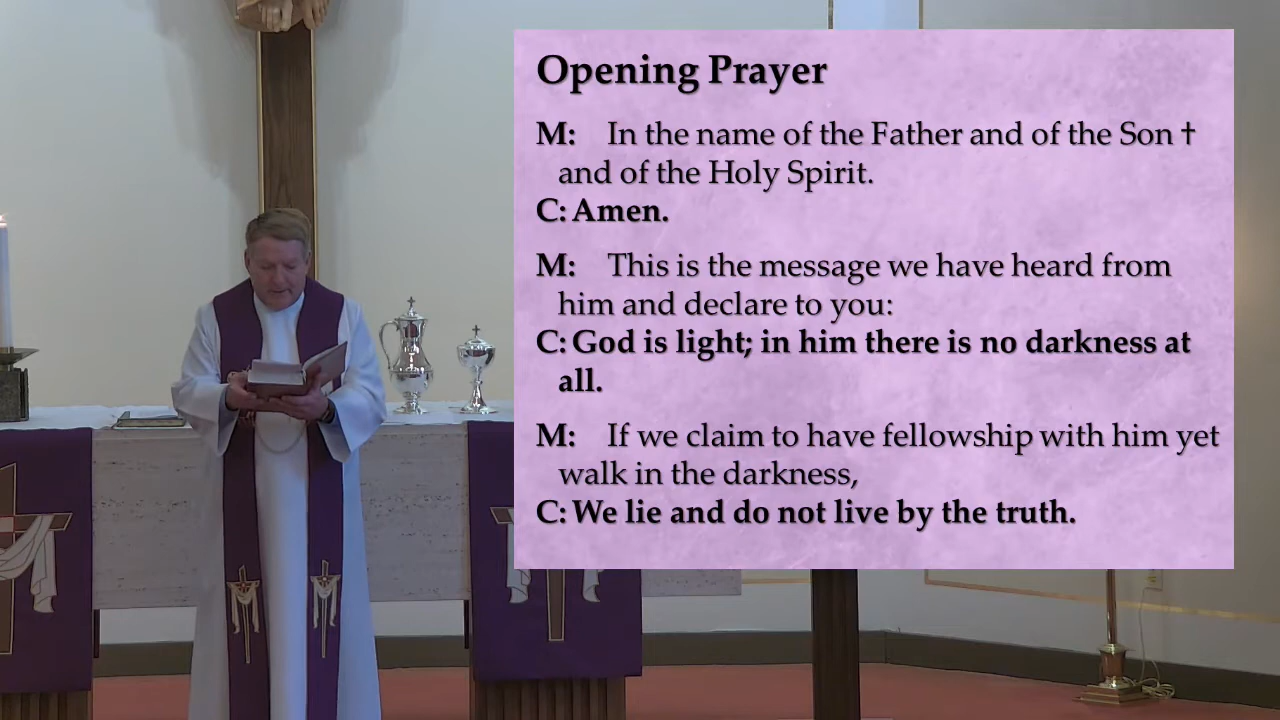 Opening Prayer
M: In the name of the Father and of the Son †
and of the Holy Spirit.
C: Amen.
M: This is the message we have heard from
him and declare to you:
C: God is light; in him there is no darkness at
all.
M: If we claim to have fellowship with him yet
walk in the darkness,
C: We lie and do not live by the truth.